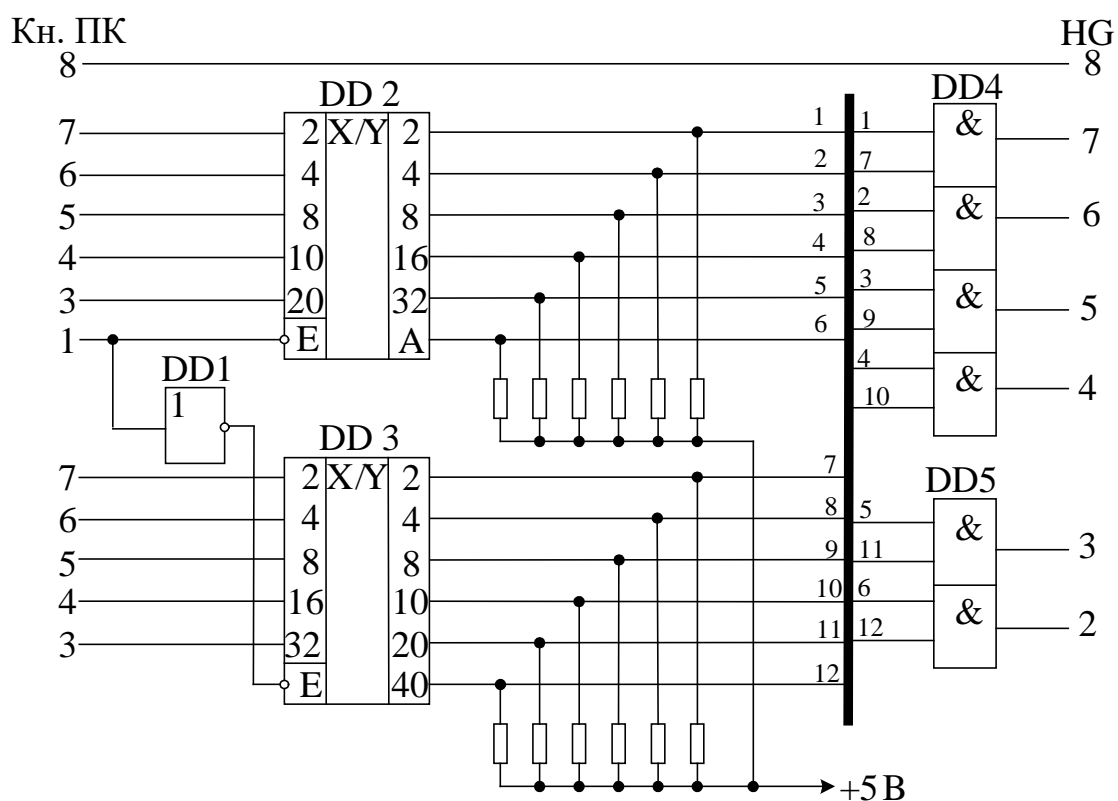 Кн. ПК HG
8 8
DD 2 DD4
7 2 X/Y 2 1 1 & 7
6 4 4 2 7
5 8 8 3 2 & 6
4 10 16 4 8
3 20 32 5 3 & 5
1 E A 6 9
DD1 4 & 4
1 10
DD 3
7 2 X/Y 2 7 DD5
6 4 4 8 5 &
5 8 8 9 11 3
4 16 10 10 6 &
3 32 20 11 12 2
E 40 12
+5 В